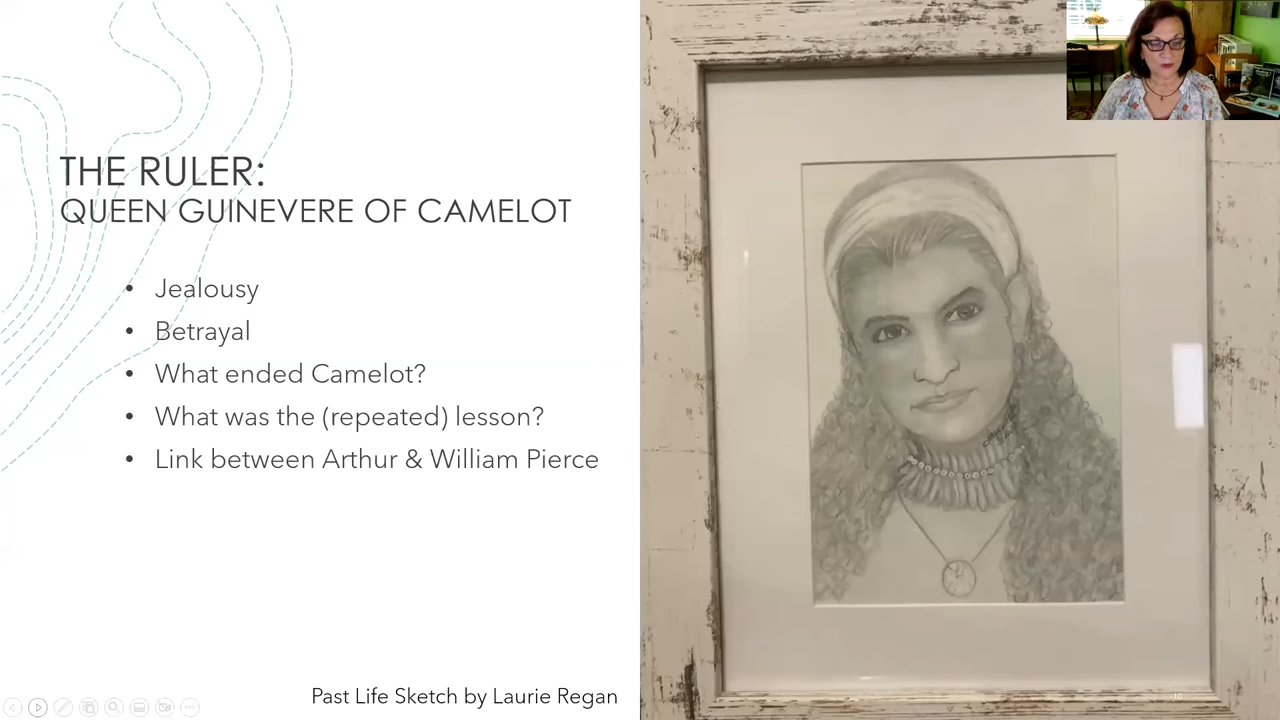 THE RULER:
QUEEN GUINEVERE OF CAMELOT
• Jealousy
• Betrayal
• What ended Camelot?
• What was the (repeated) lesson?
• Link between Arthur & William Pierce
Past Life Sketch by Laurie Regan
10